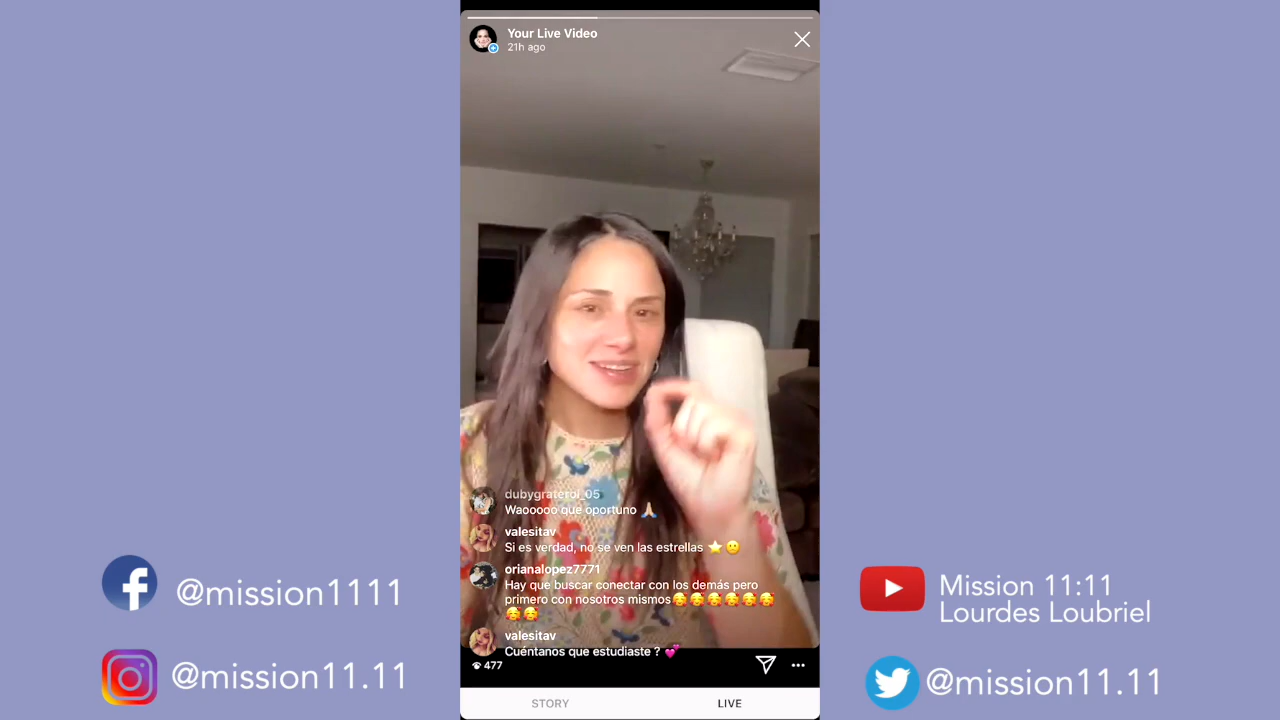 Your Live Video
21h ago
dubygraterol_05
Waooooo que oportuno 🙏🏼
valesitav
Si es verdad, no se ven las estrellas ⭐ 🙁
orianalopez7771
Hay que buscar conectar con los demás pero
primero con nosotros mismos🥰🥰🥰🥰🥰🥰
🥰🥰
valesitav
Cuéntanos que estudiaste ? 💞
477
STORY
LIVE
@mission1111
@mission11.11
Mission 11:11
Lourdes Loubriel
@mission11.11